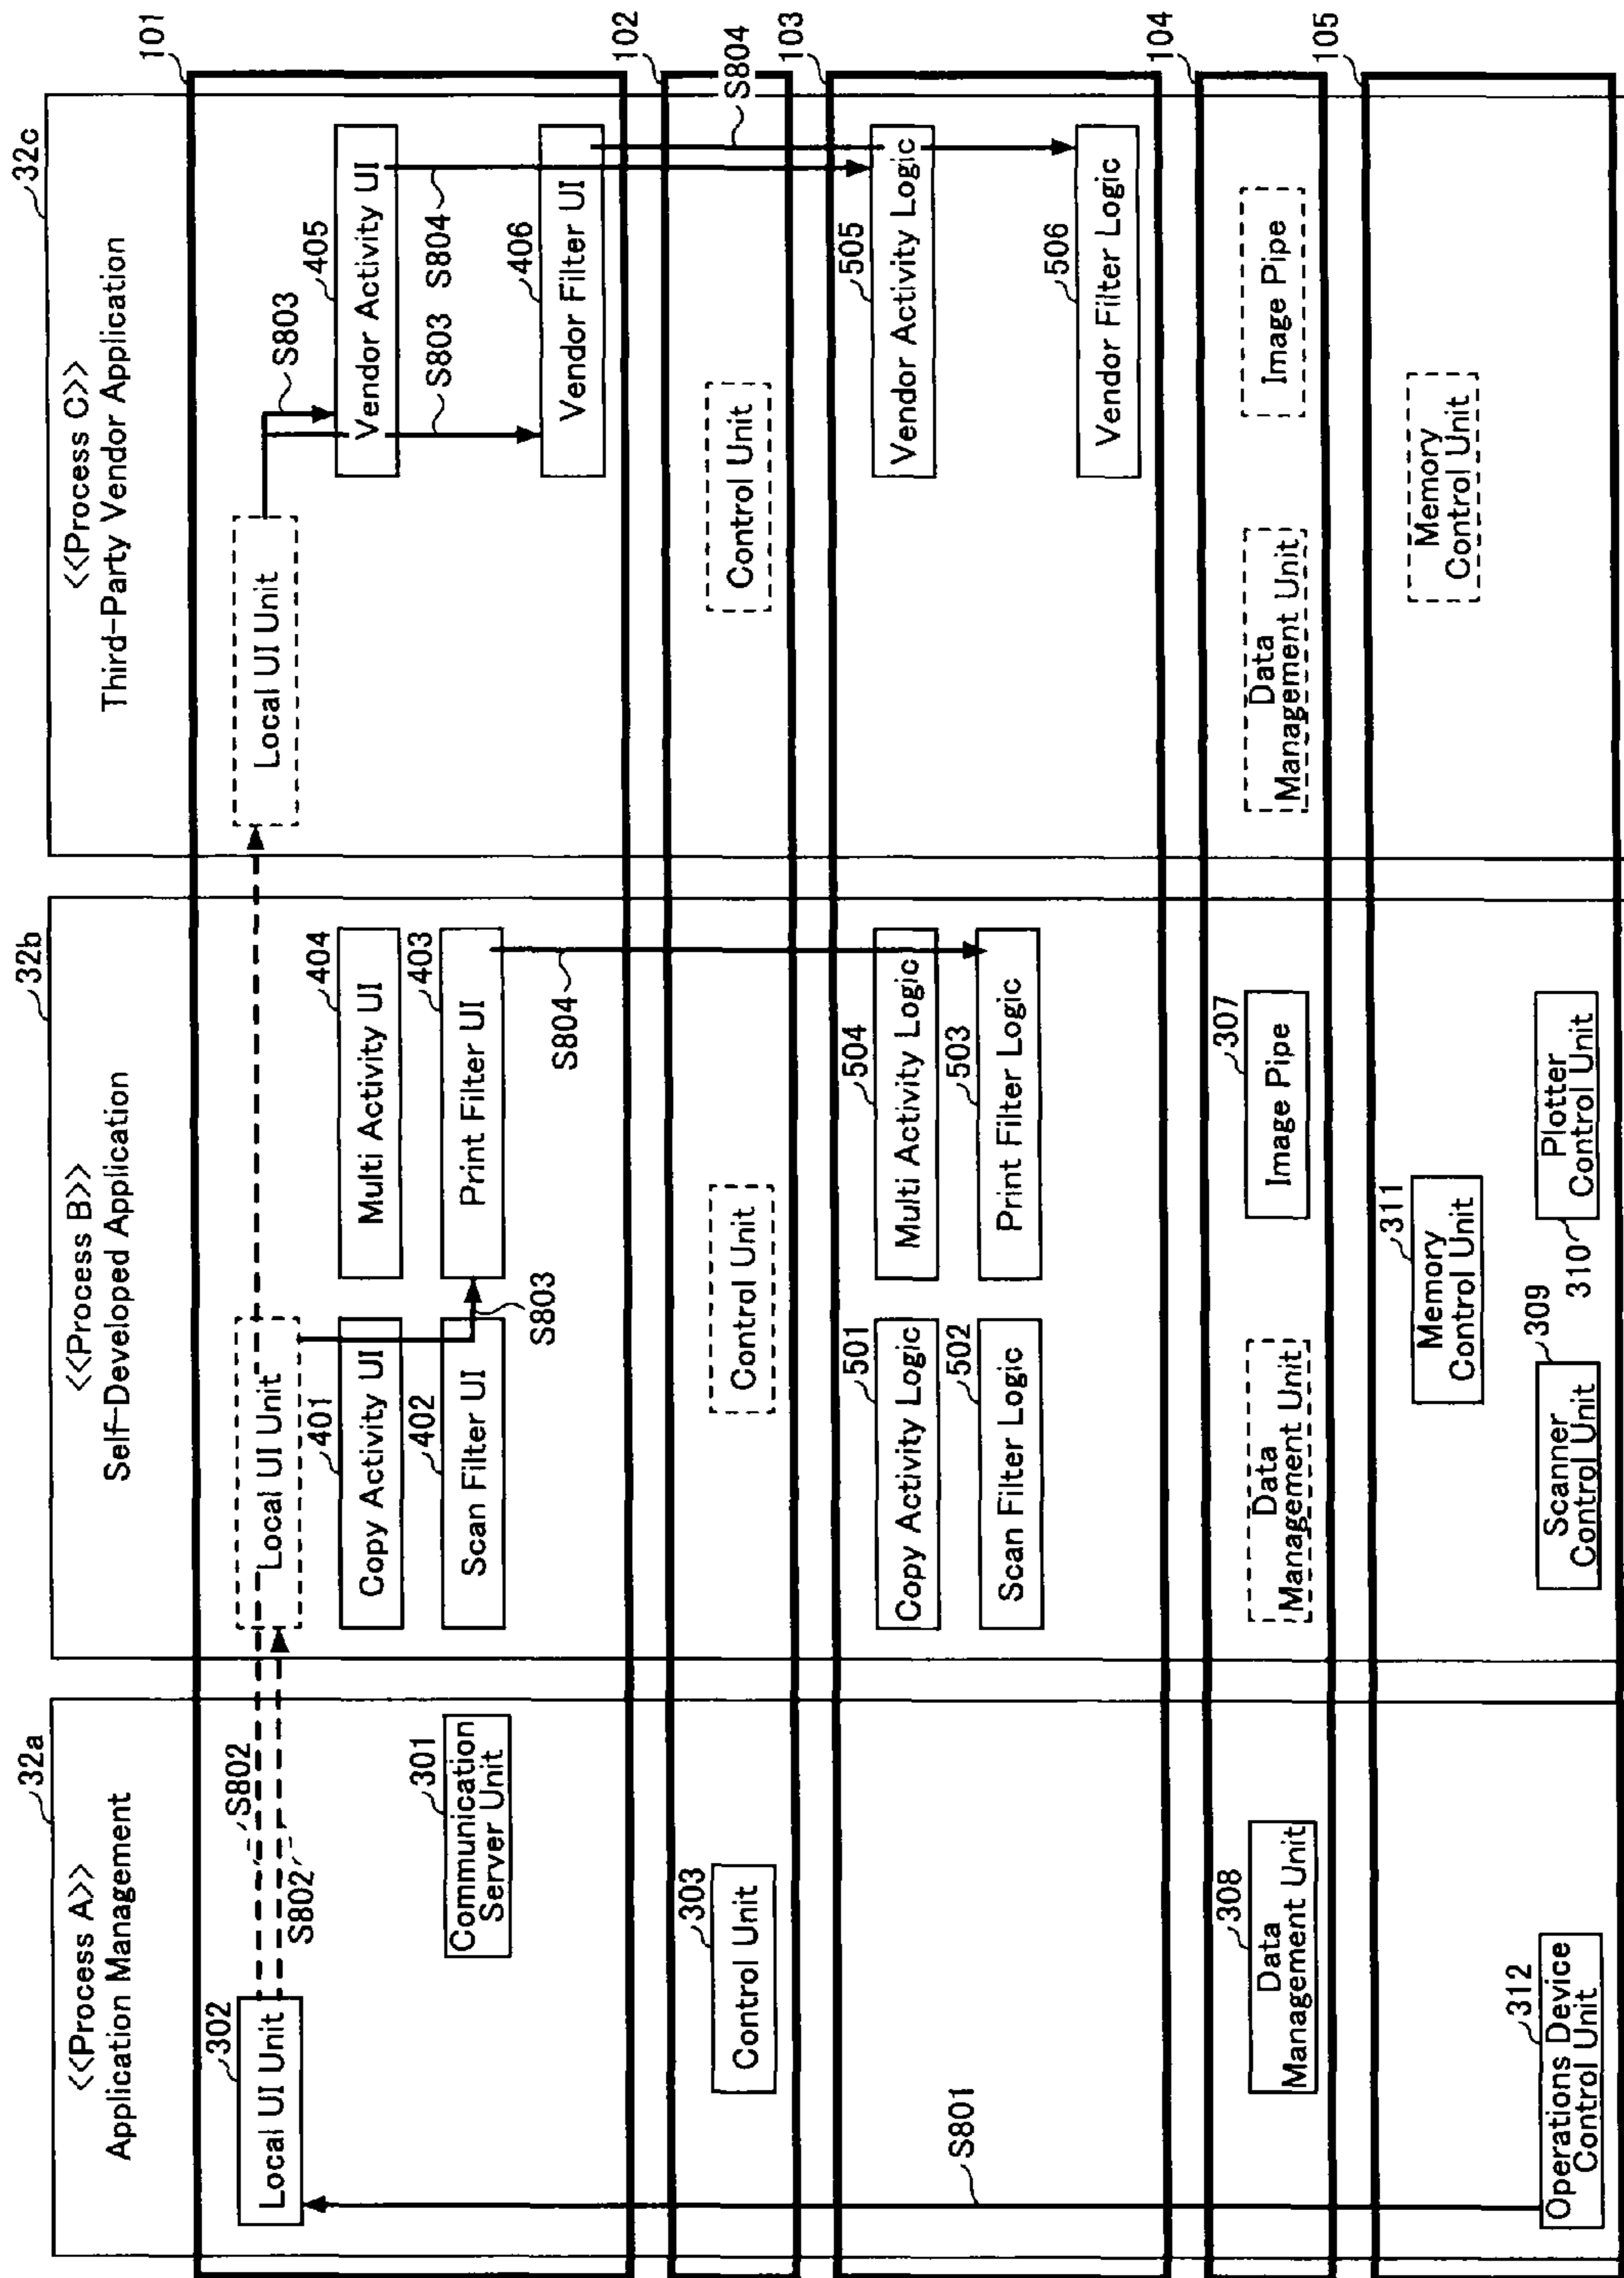 <<Process A>>
Application Management
32a
302
Local UI Unit
S802
S802
301
Communication
Server Unit
303
Control Unit
308
Data
Management Unit
S801
312
Operations Device
Control Unit
<<Process B>>
Self-Developed Application
32b
Local UI Unit
401
Copy Activity UI
404
Multi Activity UI
402
Scan Filter UI
403
Print Filter UI
S803
S804
Control Unit
501
Copy Activity Logic
504
Multi Activity Logic
502
Scan Filter Logic
503
Print Filter Logic
Data
Management Unit
307
Image Pipe
311
Memory
Control Unit
309
Scanner
Control Unit
310
Plotter
Control Unit
<<Process C>>
Third-Party Vendor Application
32c
Local UI Unit
S803
405
Vendor Activity UI
S803
S804
406
Vendor Filter UI
Control Unit
S804
505
Vendor Activity Logic
506
Vendor Filter Logic
Data
Management Unit
Image Pipe
Memory
Control Unit
101
102
103
104
105